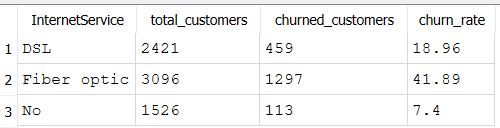 InternetService total_customers churned_customers churn_rate
1 DSL 2421 459 18.96
2 Fiber optic 3096 1297 41.89
3 No 1526 113 7.4